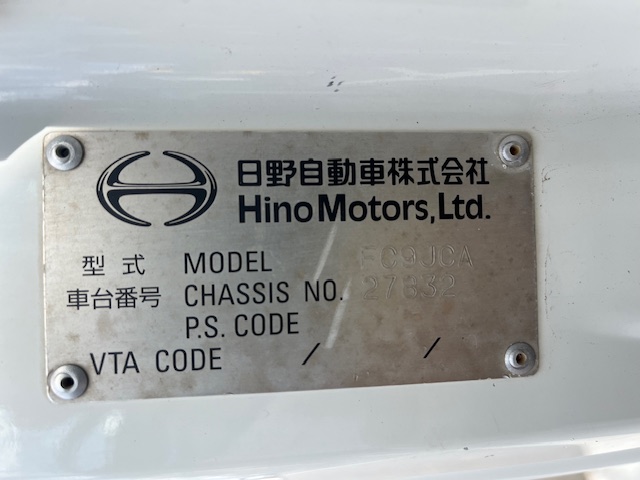 日野自動車株式会社
Hino Motors, Ltd.
型式 MODEL FC9JCA
車台番号 CHASSIS NO. 27832
P.S. CODE
VTA CODE / /